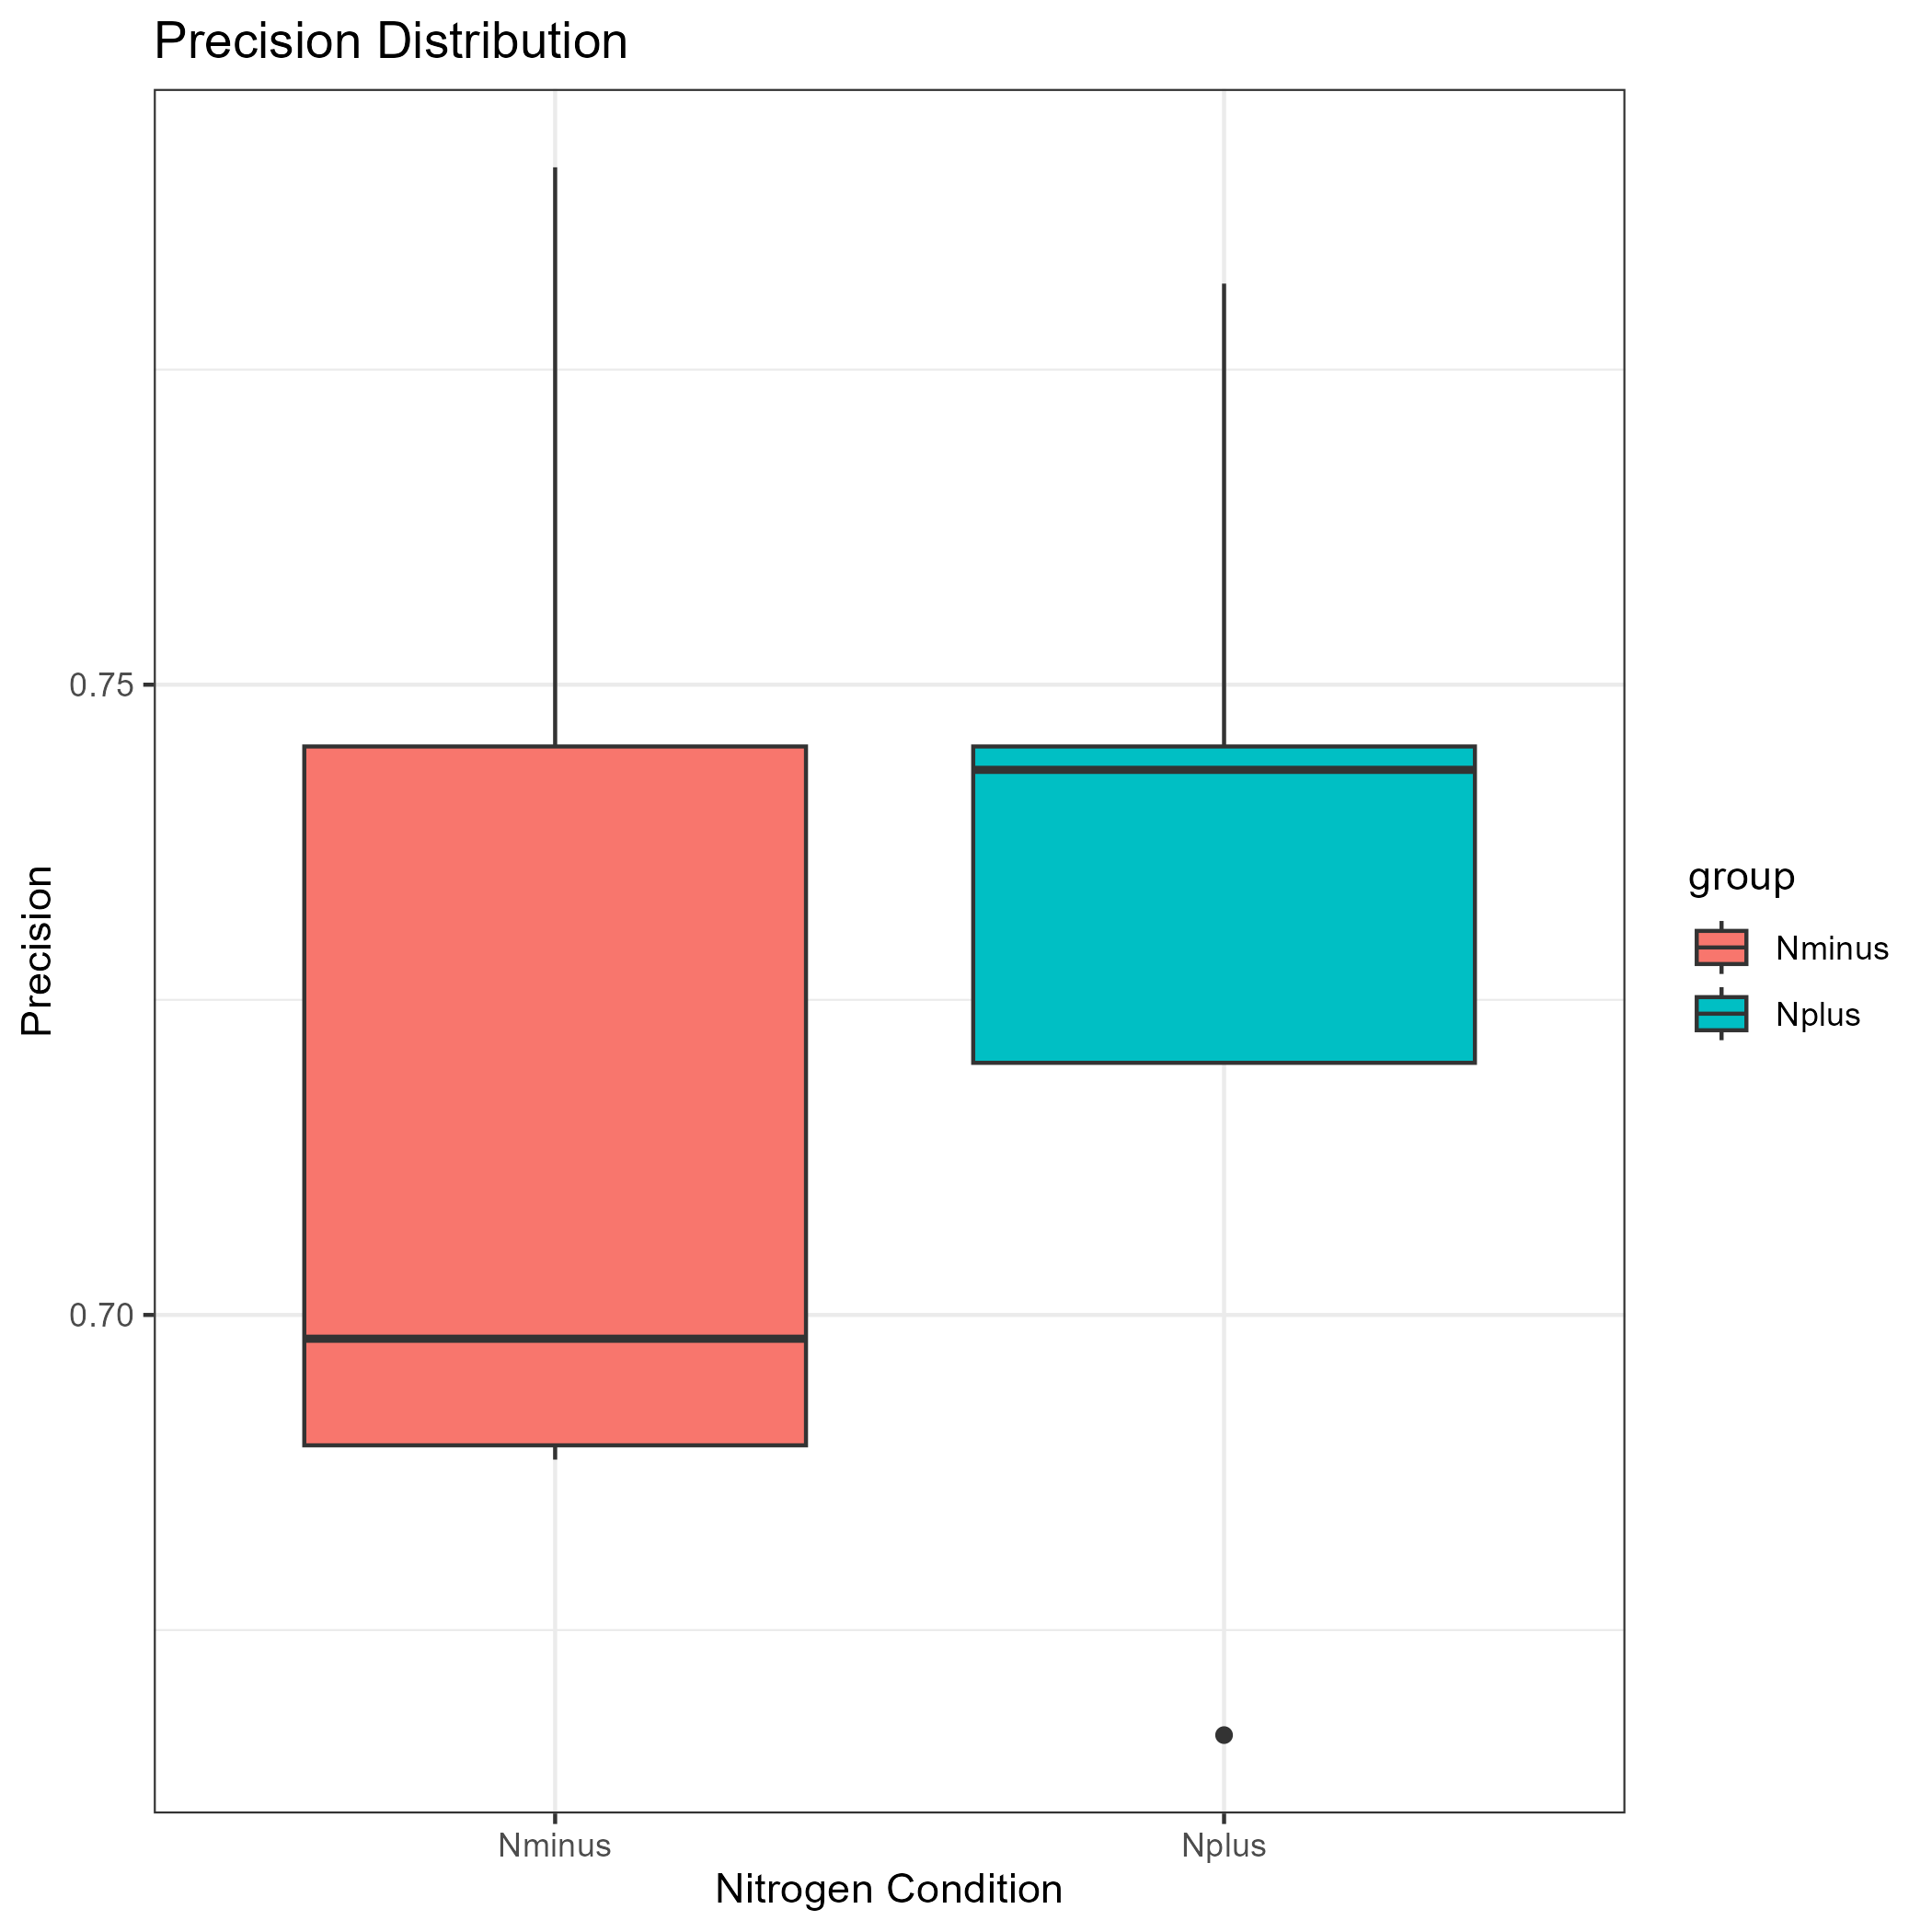 Precision Distribution
Precision
0.75
0.70
Nminus
Nplus
Nitrogen Condition
group
Nminus
Nplus